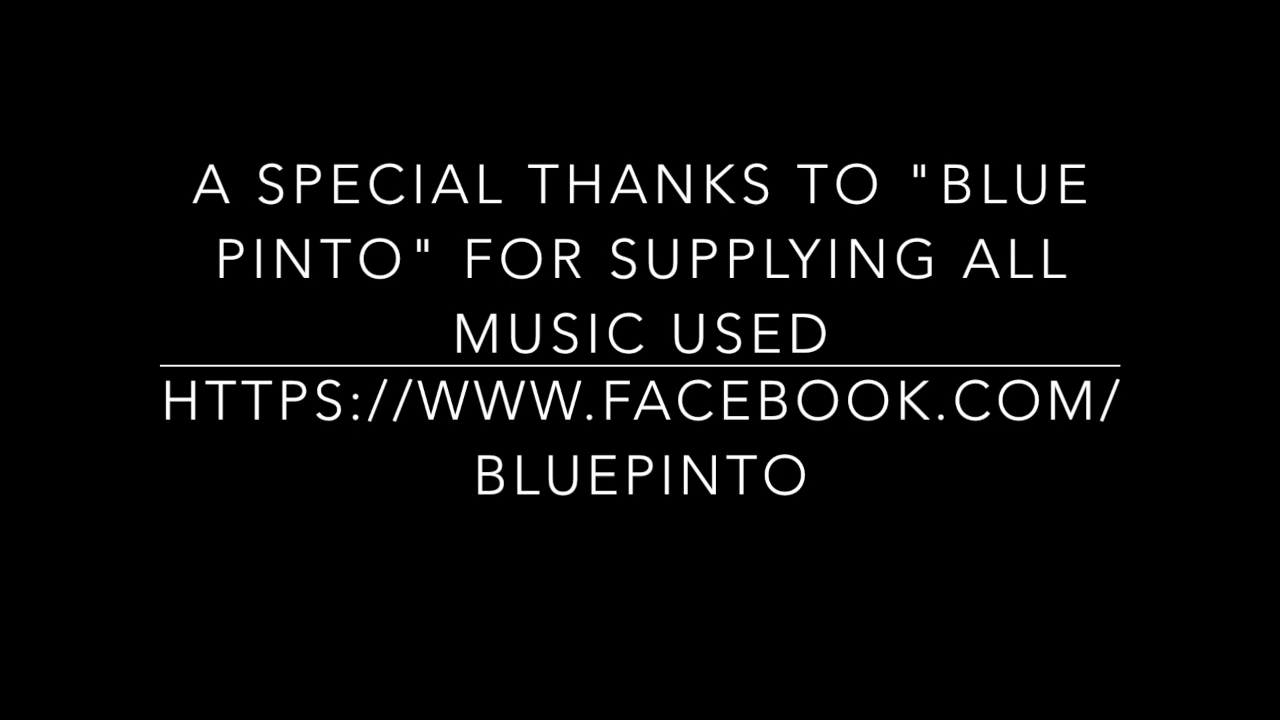 A SPECIAL THANKS TO "BLUE
PINTO" FOR SUPPLYING ALL
MUSIC USED
HTTPS://WWW.FACEBOOK.COM/
BLUEPINTO